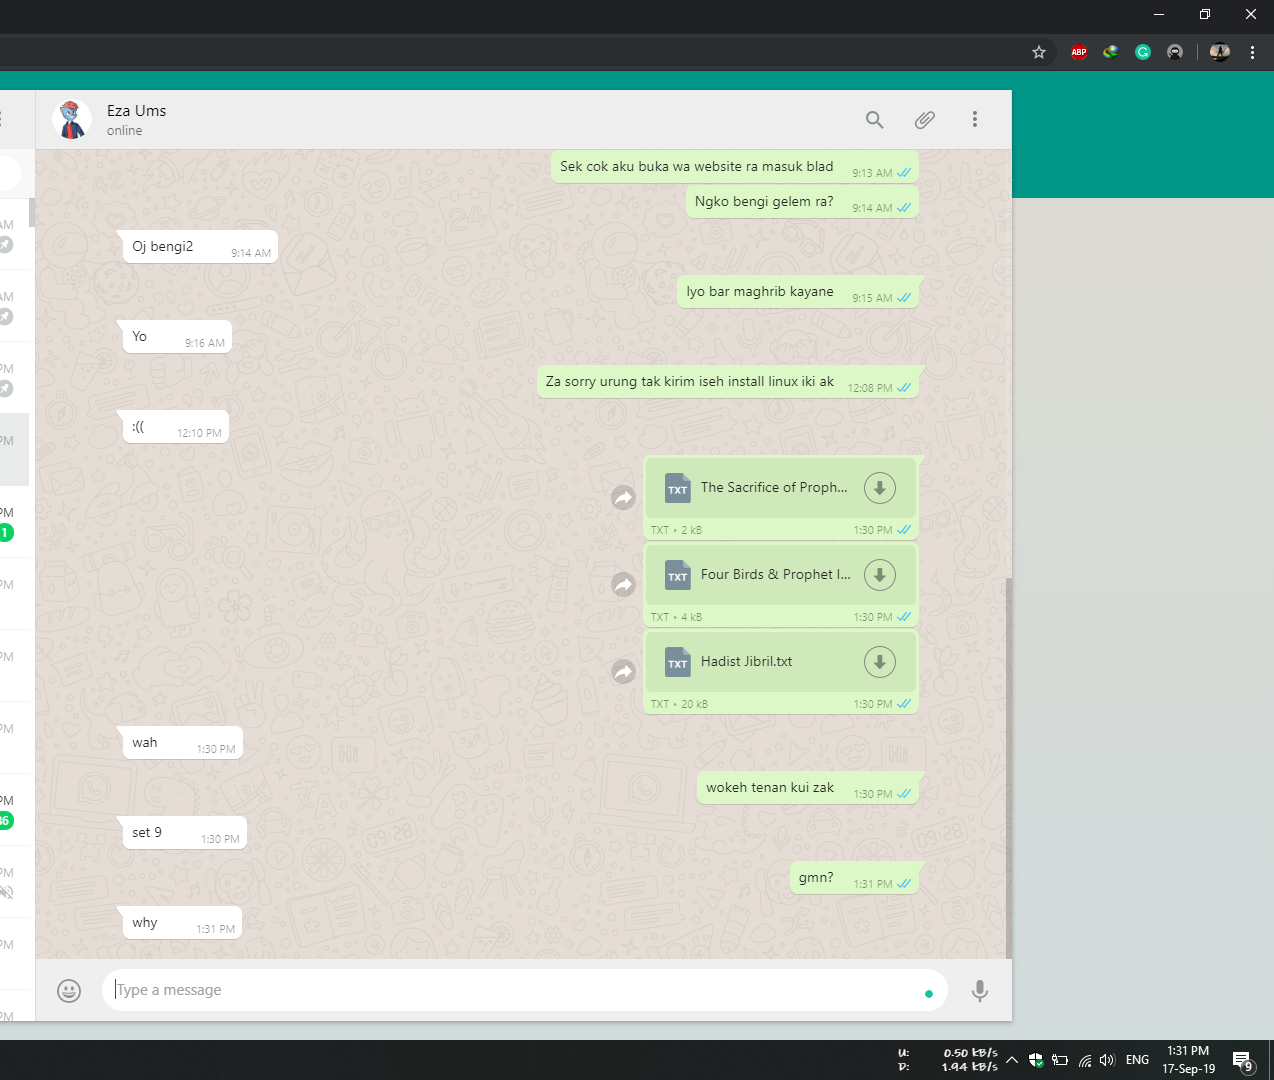 ABP
Eza Ums
online
Sek cok aku buka wa website ra masuk blad 9:13 AM
Ngko bengi gelem ra? 9:14 AM
AM
Oj bengi2 9:14 AM
Iyo bar maghrib kayane 9:15 AM
AM
Yo 9:16 AM
PM
Za sorry urung tak kirim iseh install linux iki ak 12:08 PM
:(( 12:10 PM
PM
TXT The Sacrifice of Proph...
PM
1
TXT • 2 kB 1:30 PM
TXT Four Birds & Prophet I...
PM
TXT • 4 kB 1:30 PM
TXT Hadist Jibril.txt
PM
TXT • 20 kB 1:30 PM
PM
wah 1:30 PM
wokeh tenan kui zak 1:30 PM
PM
36
set 9 1:30 PM
PM
gmn? 1:31 PM
why 1:31 PM
PM
Type a message
PM
U: 0.50 kB/s
D: 1.94 kB/s
ENG
1:31 PM
17-Sep-19
9